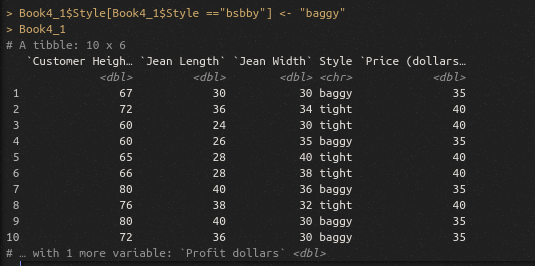 > Book4_1$Style[Book4_1$Style =="bsbby"] <- "baggy"
> Book4_1
# A tibble: 10 x 6
`Customer Heigh… `Jean Length` `Jean Width` Style `Price (dollars…
<dbl> <dbl> <dbl> <chr> <dbl>
1 67 30 30 baggy 35
2 72 36 34 tight 40
3 60 24 30 tight 40
4 60 26 35 baggy 35
5 65 28 40 tight 40
6 66 28 38 tight 40
7 80 40 36 baggy 35
8 76 38 32 tight 40
9 80 40 30 baggy 35
10 72 36 30 baggy 35
# … with 1 more variable: `Profit dollars` <dbl>